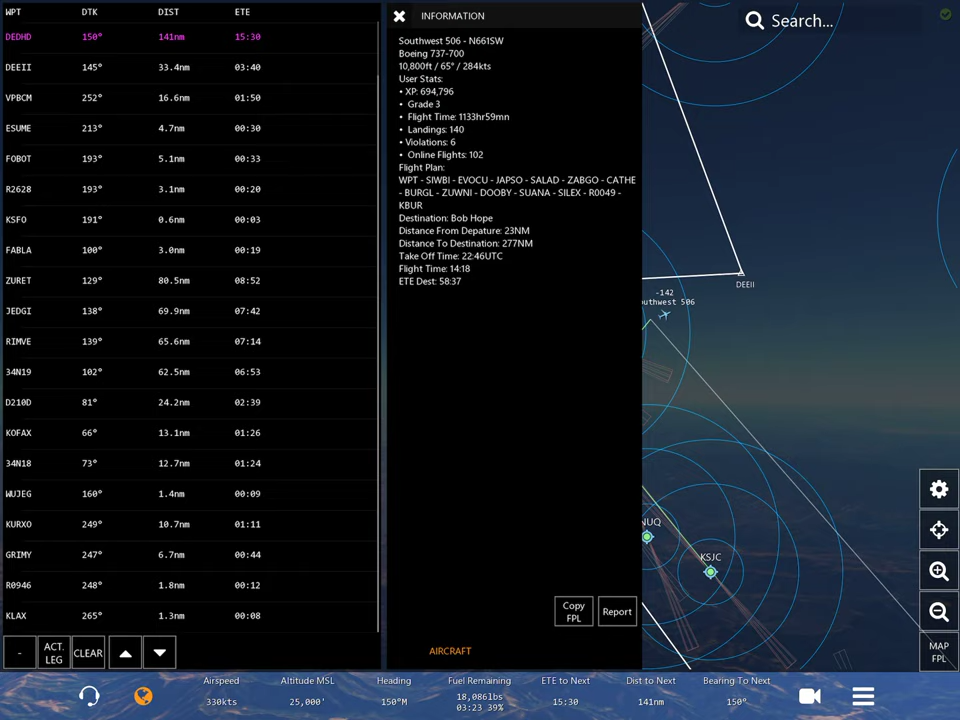 WPT DTK DIST ETE
DEDHD 150° 141nm 15:30
DEEII 145° 33.4nm 03:40
VPBCM 252° 16.6nm 01:50
ESUME 213° 4.7nm 00:30
FOBOT 193° 5.1nm 00:33
R2628 193° 3.1nm 00:20
KSFO 191° 0.6nm 00:03
FABLA 100° 3.0nm 00:19
ZURET 129° 80.5nm 08:52
JEDGI 138° 69.9nm 07:42
RIMVE 139° 65.6nm 07:14
34N19 102° 62.5nm 06:53
D210D 81° 24.2nm 02:39
KOFAX 66° 13.1nm 01:26
34N18 73° 12.7nm 01:24
WUJEG 160° 1.4nm 00:09
KURXO 249° 10.7nm 01:11
GRIMY 247° 6.7nm 00:44
R0946 248° 1.8nm 00:12
KLAX 265° 1.3nm 00:08
-
ACT.
LEG
CLEAR
INFORMATION
Southwest 506 - N661SW
Boeing 737-700
10,800ft / 65° / 284kts
User Stats:
• XP: 694,796
• Grade 3
• Flight Time: 1133hr59mn
• Landings: 140
• Violations: 6
• Online Flights: 102
Flight Plan:
WPT - SIWBI - EVOCU - JAPSO - SALAD - ZABGO - CATHE
- BURGL - ZUWNI - DOOBY - SUANA - SILEX - R0049 -
KBUR
Destination: Bob Hope
Distance From Depature: 23NM
Distance To Destination: 277NM
Take Off Time: 22:46UTC
Flight Time: 14:18
ETE Dest: 58:37
Copy
FPL
Report
AIRCRAFT
Search...
DEEII
-142
uthwest 506
NUQ
KSJC
MAP
FPL
Airspeed
330kts
Altitude MSL
25,000'
Heading
150°M
Fuel Remaining
18,086lbs
03:23 39%
ETE to Next
15:30
Dist to Next
141nm
Bearing To Next
150°